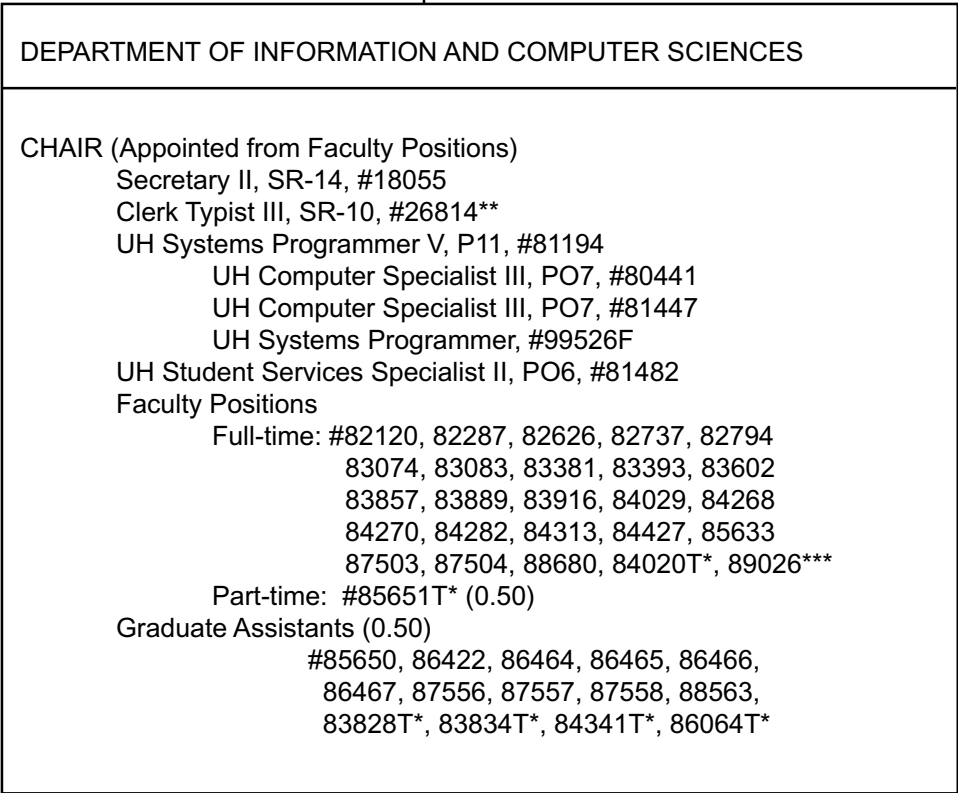 DEPARTMENT OF INFORMATION AND COMPUTER SCIENCES
CHAIR (Appointed from Faculty Positions)
Secretary II, SR-14, #18055
Clerk Typist III, SR-10, #26814**
UH Systems Programmer V, P11, #81194
UH Computer Specialist III, PO7, #80441
UH Computer Specialist III, PO7, #81447
UH Systems Programmer, #99526F
UH Student Services Specialist II, PO6, #81482
Faculty Positions
Full-time: #82120, 82287, 82626, 82737, 82794
83074, 83083, 83381, 83393, 83602
83857, 83889, 83916, 84029, 84268
84270, 84282, 84313, 84427, 85633
87503, 87504, 88680, 84020T*, 89026***
Part-time: #85651T* (0.50)
Graduate Assistants (0.50)
#85650, 86422, 86464, 86465, 86466,
86467, 87556, 87557, 87558, 88563,
83828T*, 83834T*, 84341T*, 86064T*